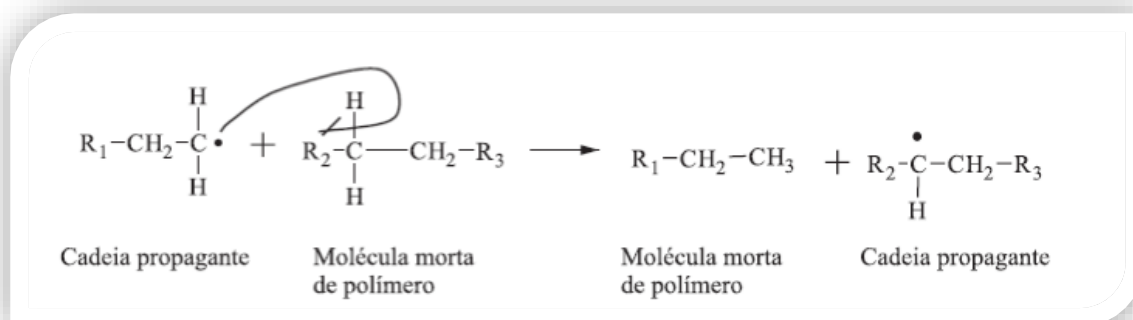 H
H
R₁–CH₂–C• + R₂–C—CH₂–R₃ ⟶ R₁–CH₂–CH₃ + R₂–Ċ–CH₂–R₃
H
H
H
Cadeia propagante
Molécula morta
de polímero
Molécula morta
de polímero
Cadeia propagante